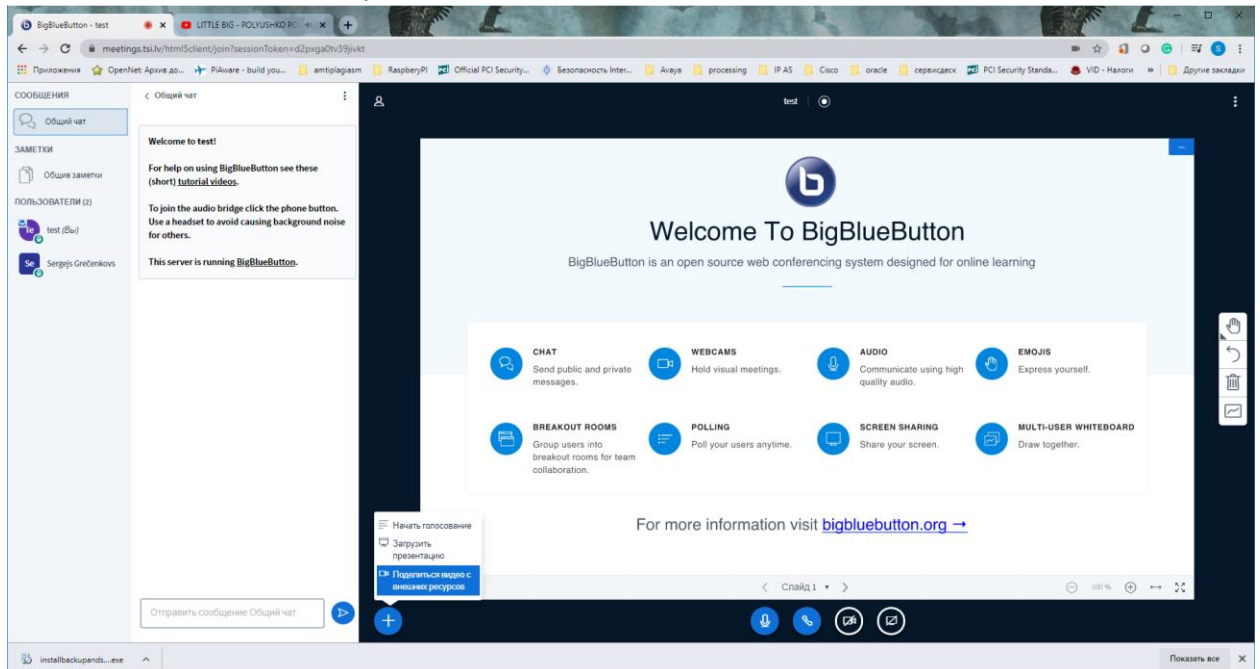 BigBlueButton - test
LITTLE BIG - POLYUSHKO PO
meetings.tsi.lv/html5client/join?sessionToken=d2pxga0tv39jivkt
Приложения
OpenNet: Архив до...
PiAware - build you...
amtiplagiasm
RaspberyPI
Official PCI Security...
Безопасность Inter...
Avaya
processing
IP AS
Cisco
oracle
сервисдеск
PCI Security Standa...
VID - Налоги
»
Другие закладки
СООБЩЕНИЯ
Общий чат
ЗАМЕТКИ
Общие заметки
ПОЛЬЗОВАТЕЛИ (2)
Te
test (Вы)
Se
Sergejs Grečenkovs
Общий чат
Welcome to test!
For help on using BigBlueButton see these
(short) tutorial videos.
To join the audio bridge click the phone button.
Use a headset to avoid causing background noise
for others.
This server is running BigBlueButton.
Отправить сообщение Общий чат
test
S
b
Welcome To BigBlueButton
BigBlueButton is an open source web conferencing system designed for online learning
CHAT
Send public and private
messages.
WEBCAMS
Hold visual meetings.
AUDIO
Communicate using high
quality audio.
EMOJIS
Express yourself.
BREAKOUT ROOMS
Group users into
breakout rooms for team
collaboration.
POLLING
Poll your users anytime.
SCREEN SHARING
Share your screen.
MULTI-USER WHITEBOARD
Draw together.
For more information visit bigbluebutton.org →
Начать голосование
Загрузить
презентацию
Поделиться видео с
внешних ресурсов
Слайд 1
100 %
installbackupands....exe
Показать все